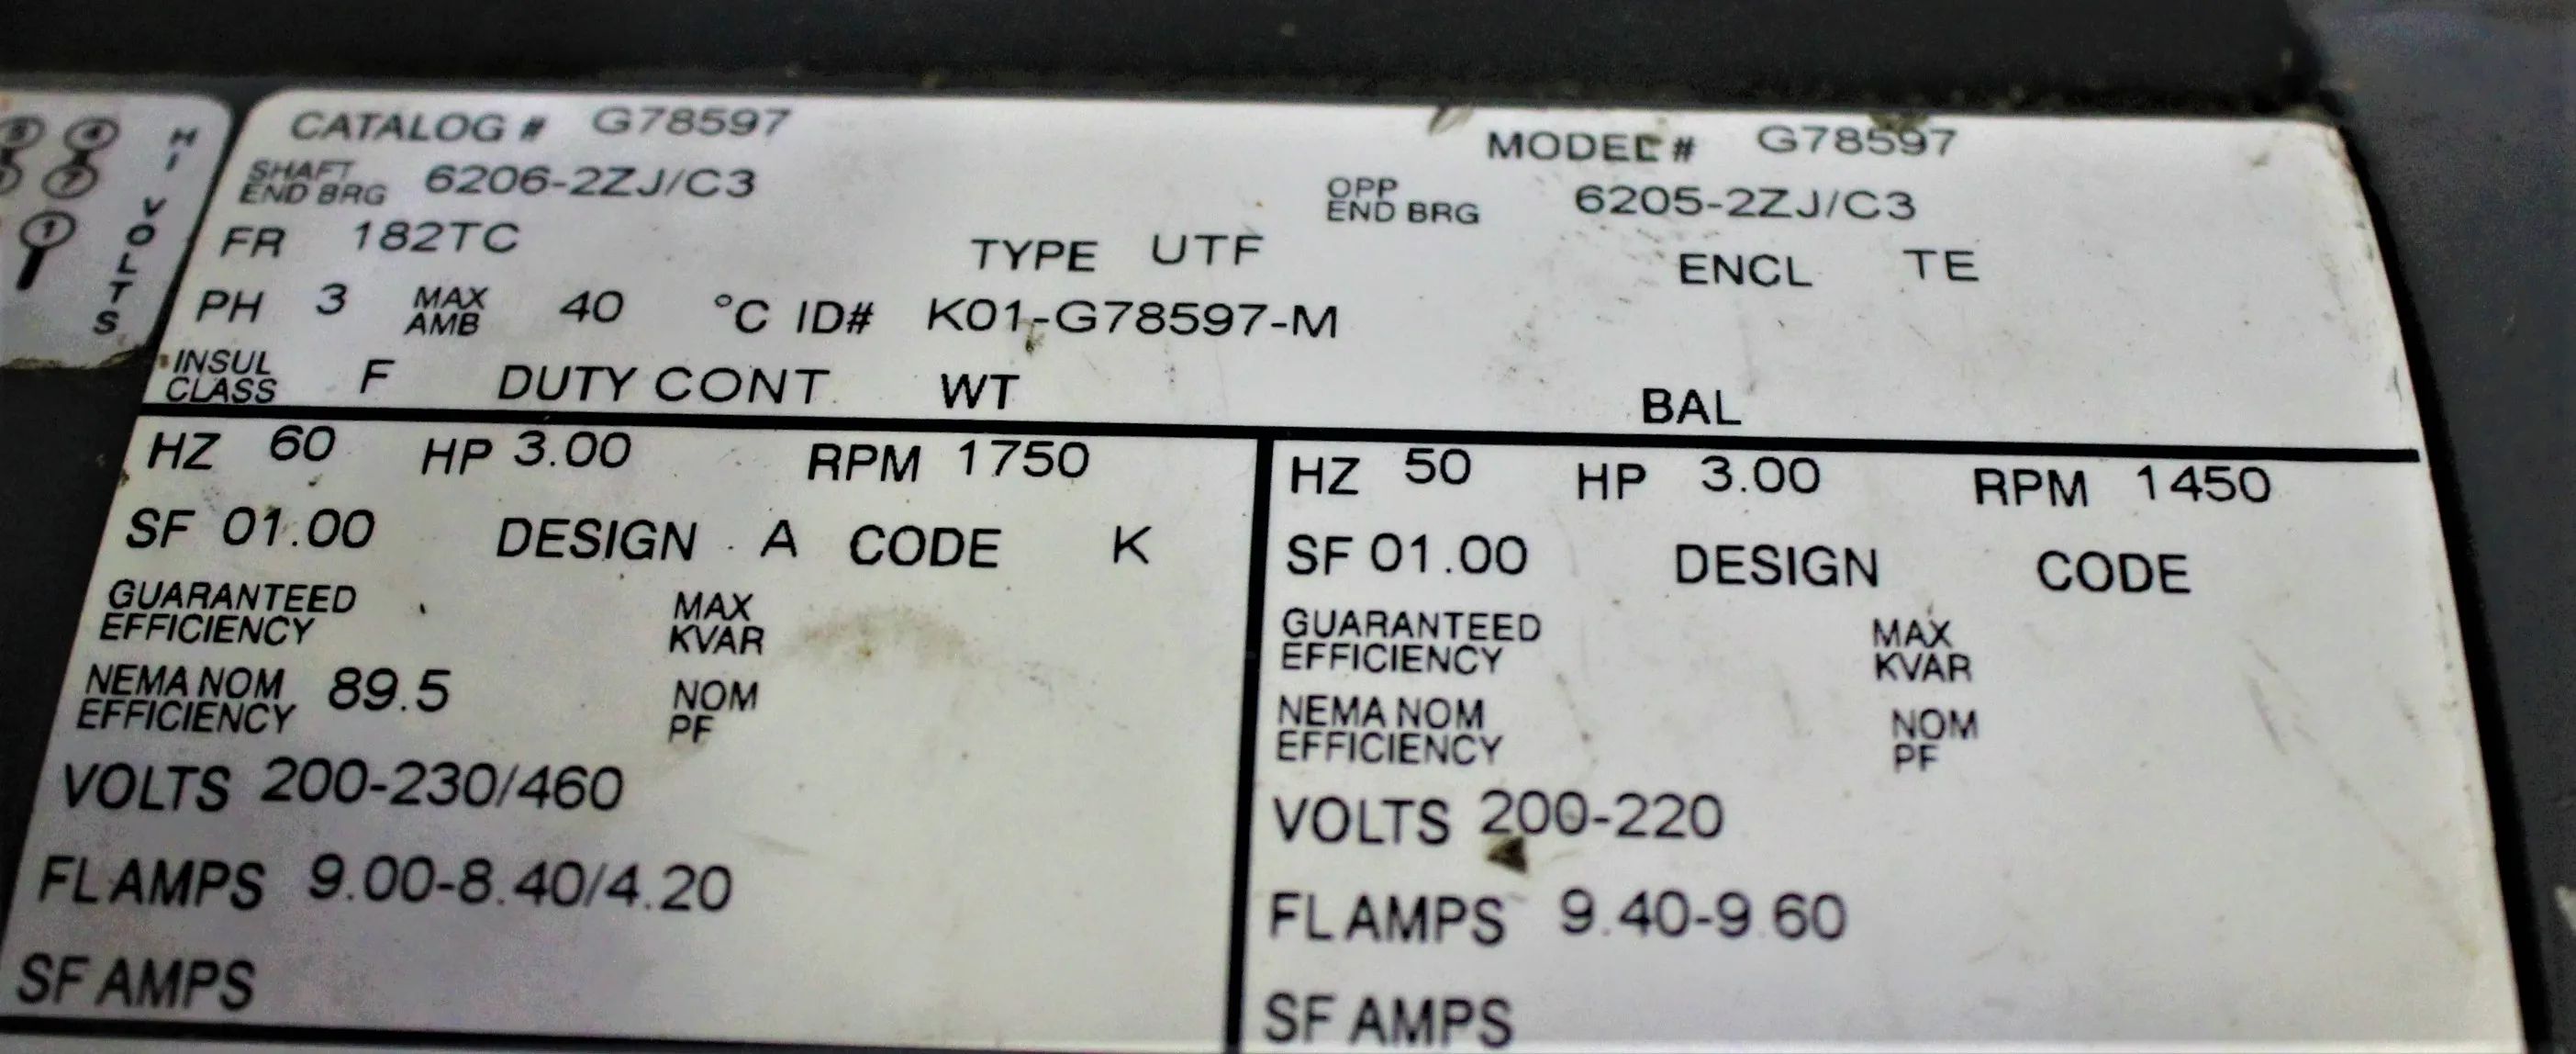 HI VOLTS
CATALOG # G78597 MODEL # G78597
SHAFT END BRG 6206-2ZJ/C3 OPP END BRG 6205-2ZJ/C3
FR 182TC TYPE UTF ENCL TE
PH 3 MAX AMB 40 °C ID# K01-G78597-M
INSUL CLASS F DUTY CONT WT BAL
HZ 60 HP 3.00 RPM 1750
SF 01.00 DESIGN A CODE K
GUARANTEED EFFICIENCY MAX KVAR
NEMA NOM EFFICIENCY 89.5 NOM PF
VOLTS 200-230/460
FL AMPS 9.00-8.40/4.20
SF AMPS
HZ 50 HP 3.00 RPM 1450
SF 01.00 DESIGN CODE
GUARANTEED EFFICIENCY MAX KVAR
NEMA NOM EFFICIENCY NOM PF
VOLTS 200-220
FL AMPS 9.40-9.60
SF AMPS